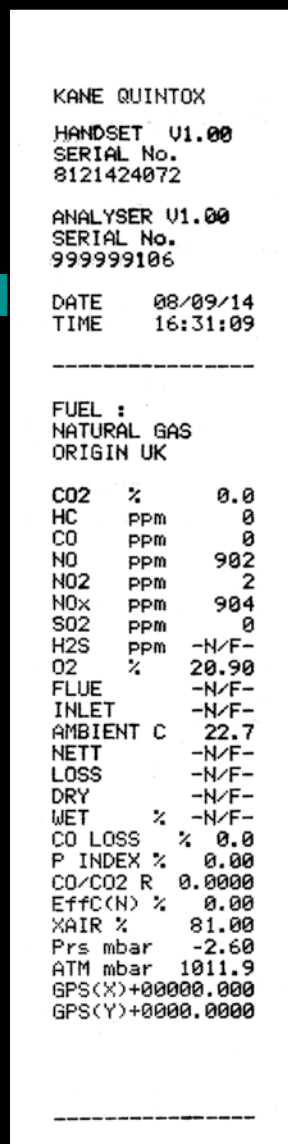 KANE QUINTOX
HANDSET V1.00
SERIAL No.
8121424072
ANALYSER V1.00
SERIAL No.
999999106
DATE 08/09/14
TIME 16:31:09
-----------------
FUEL :
NATURAL GAS
ORIGIN UK
CO2 % 0.0
HC ppm 0
CO ppm 0
NO ppm 902
NO2 ppm 2
NOx ppm 904
SO2 ppm 0
H2S ppm -N/F-
O2 % 20.90
FLUE -N/F-
INLET -N/F-
AMBIENT C 22.7
NETT -N/F-
LOSS -N/F-
DRY -N/F-
WET % -N/F-
CO LOSS % 0.0
P INDEX % 0.00
CO/CO2 R 0.0000
EffC(N) % 0.00
XAIR % 81.00
Prs mbar -2.60
ATM mbar 1011.9
GPS(X)+00000.000
GPS(Y)+0000.0000
-----------------